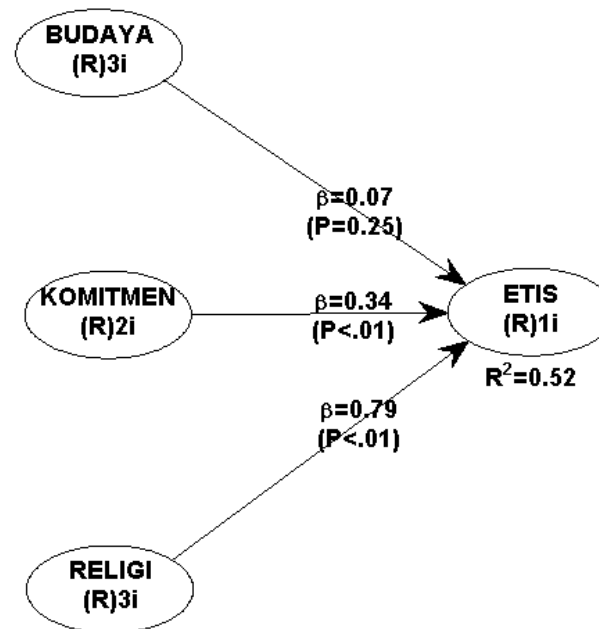 BUDAYA
(R)3i
β=0.07
(P=0.25)
KOMITMEN
(R)2i
β=0.34
(P<.01)
ETIS
(R)1i
R²=0.52
β=0.79
(P<.01)
RELIGI
(R)3i